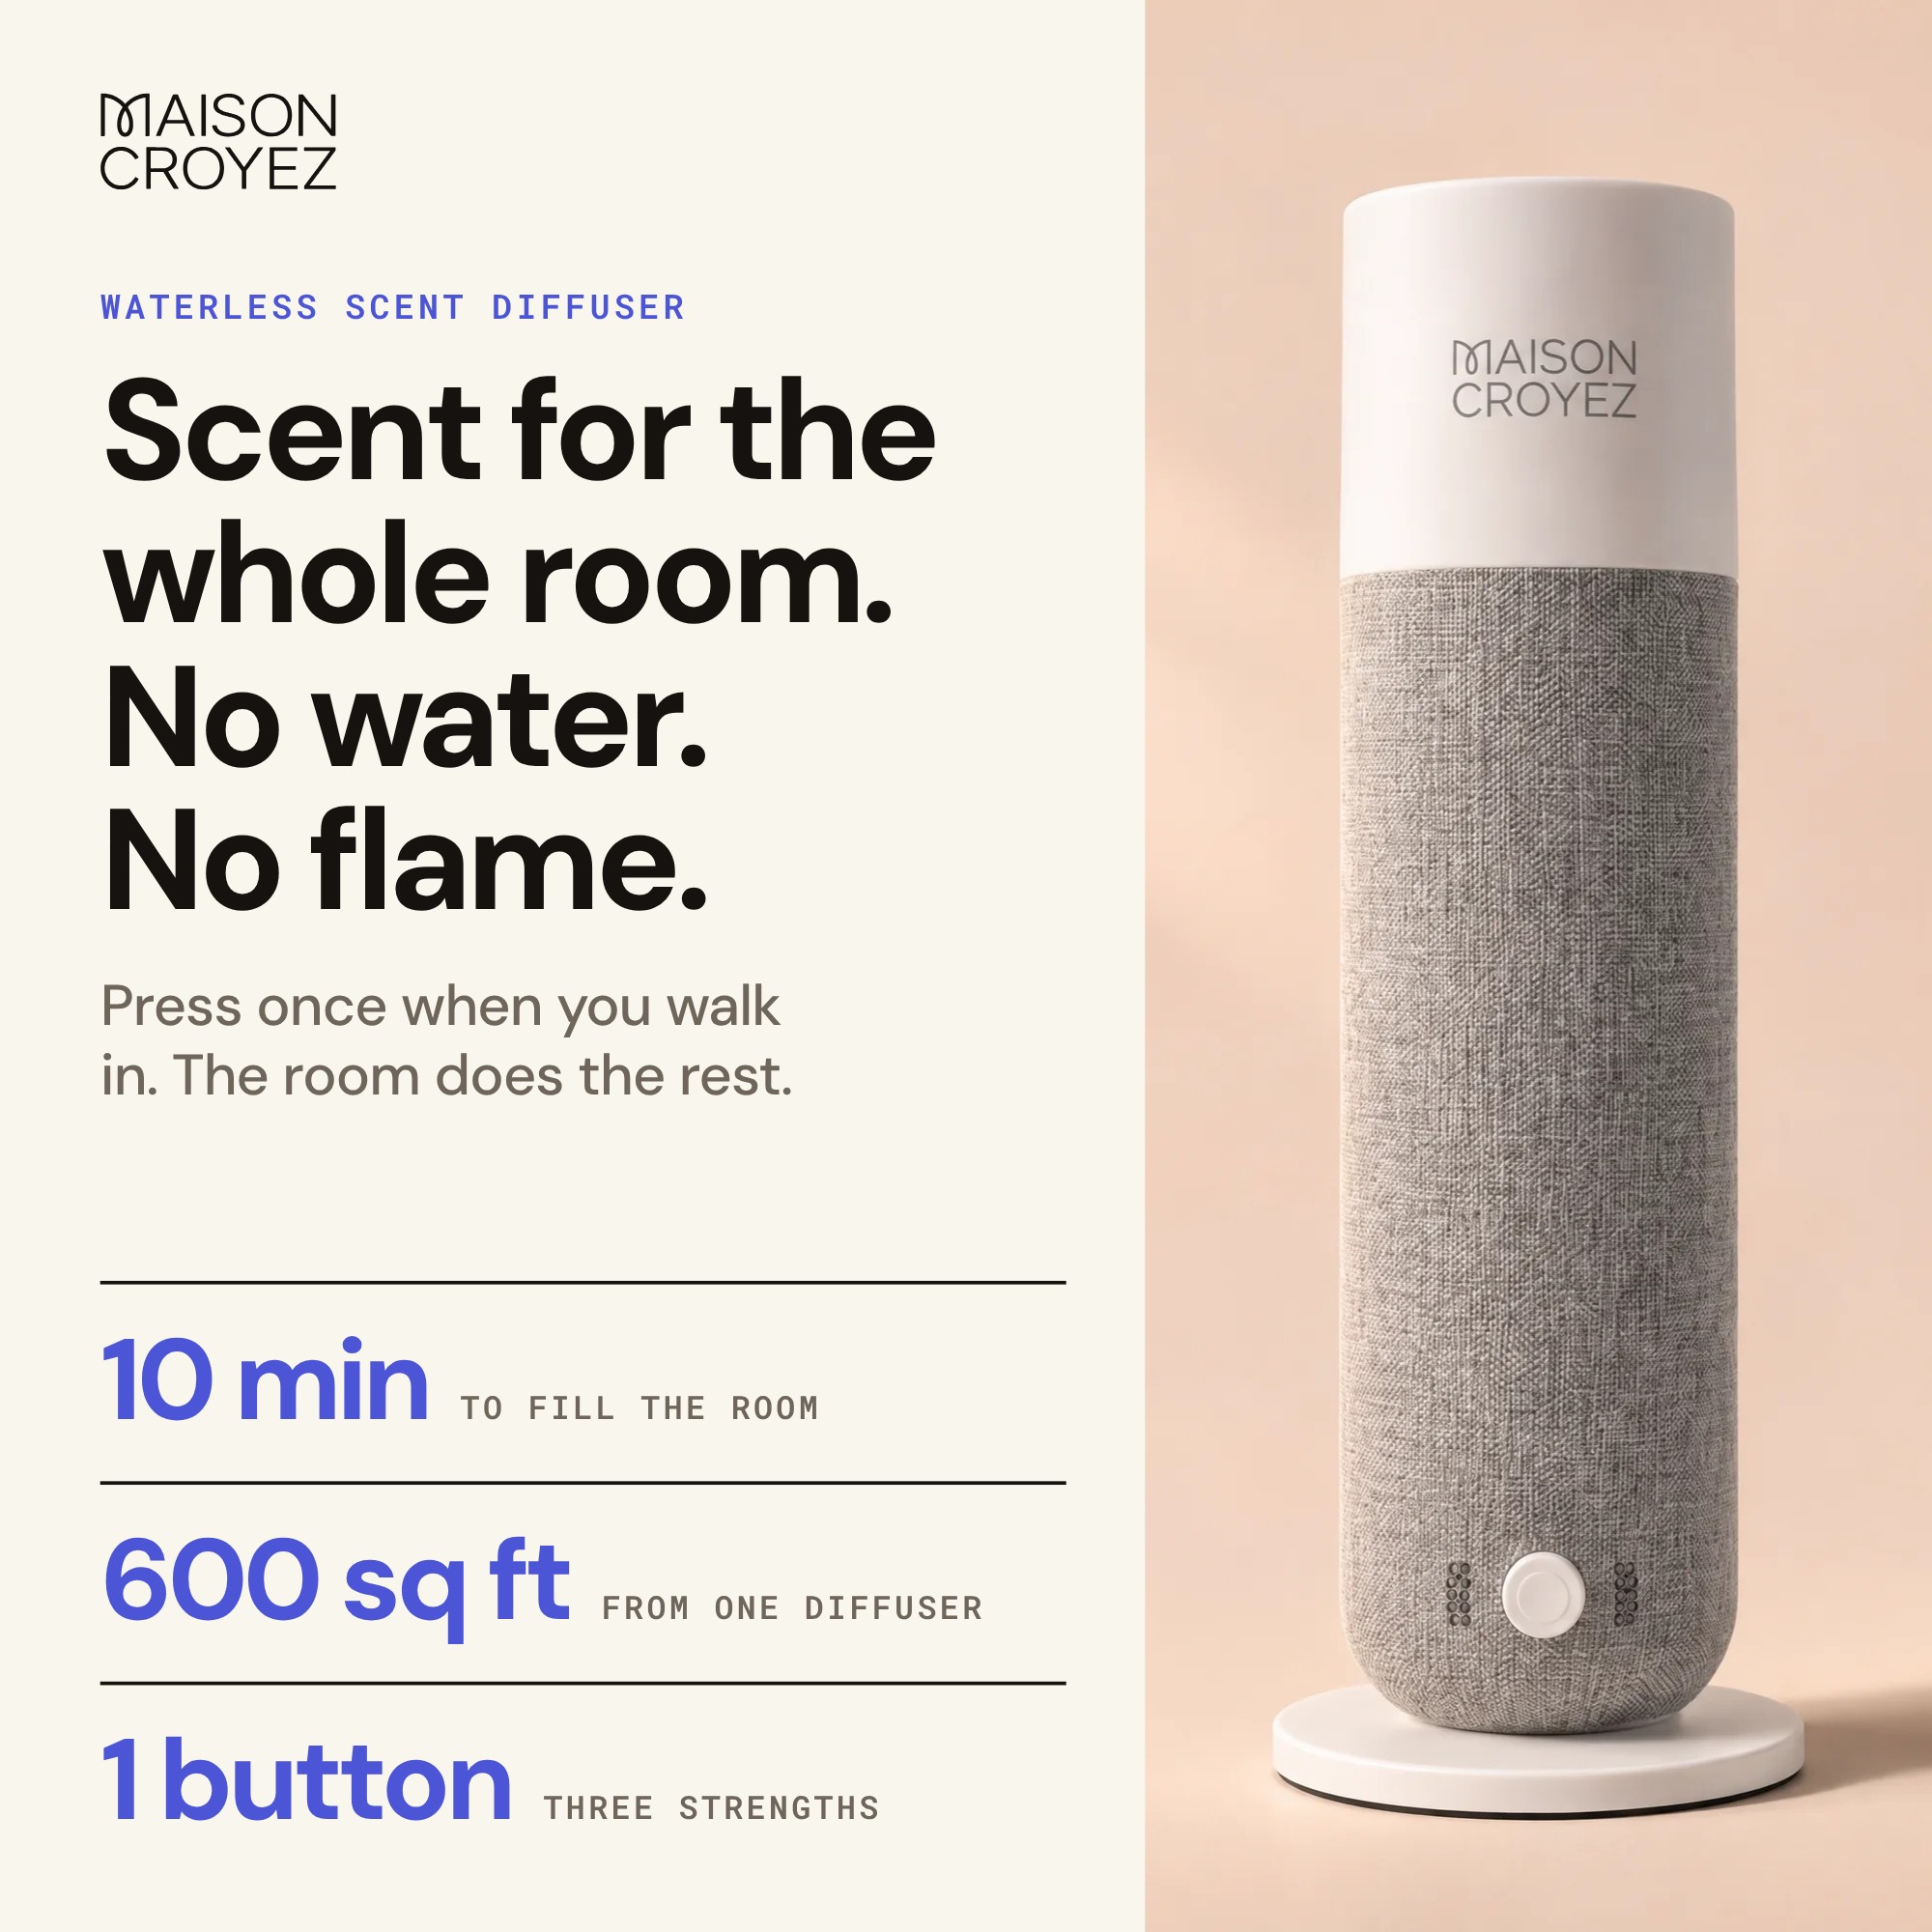 MAISON
CROYEZ
WATERLESS SCENT DIFFUSER
Scent for the
whole room.
No water.
No flame.
Press once when you walk
in. The room does the rest.
10 min TO FILL THE ROOM
600 sq ft FROM ONE DIFFUSER
1 button THREE STRENGTHS
MAISON
CROYEZ